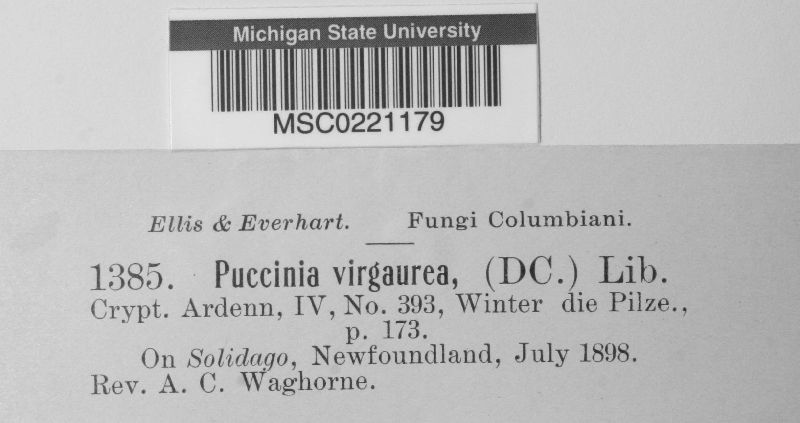 Michigan State University
MSC0221179
Ellis & Everhart. Fungi Columbiani.
1385. Puccinia virgaurea, (DC.) Lib.
Crypt. Ardenn, IV, No. 393, Winter die Pilze.,
p. 173.
On Solidago, Newfoundland, July 1898.
Rev. A. C. Waghorne.